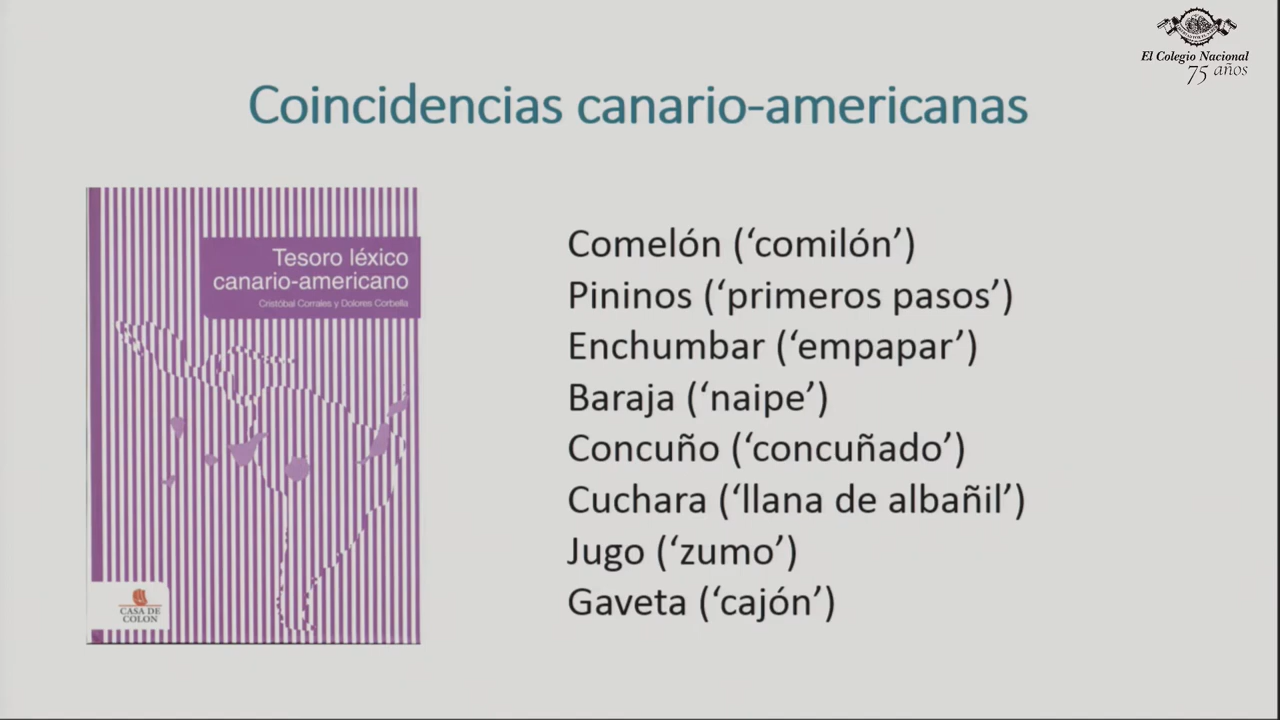 El Colegio Nacional
75 años
Coincidencias canario-americanas
Tesoro léxico
canario-americano
Cristóbal Corrales y Dolores Corbella
CASA DE
COLON
Comelón (‘comilón’)
Pininos (‘primeros pasos’)
Enchumbar (‘empapar’)
Baraja (‘naipe’)
Concuño (‘concuñado’)
Cuchara (‘llana de albañil’)
Jugo (‘zumo’)
Gaveta (‘cajón’)